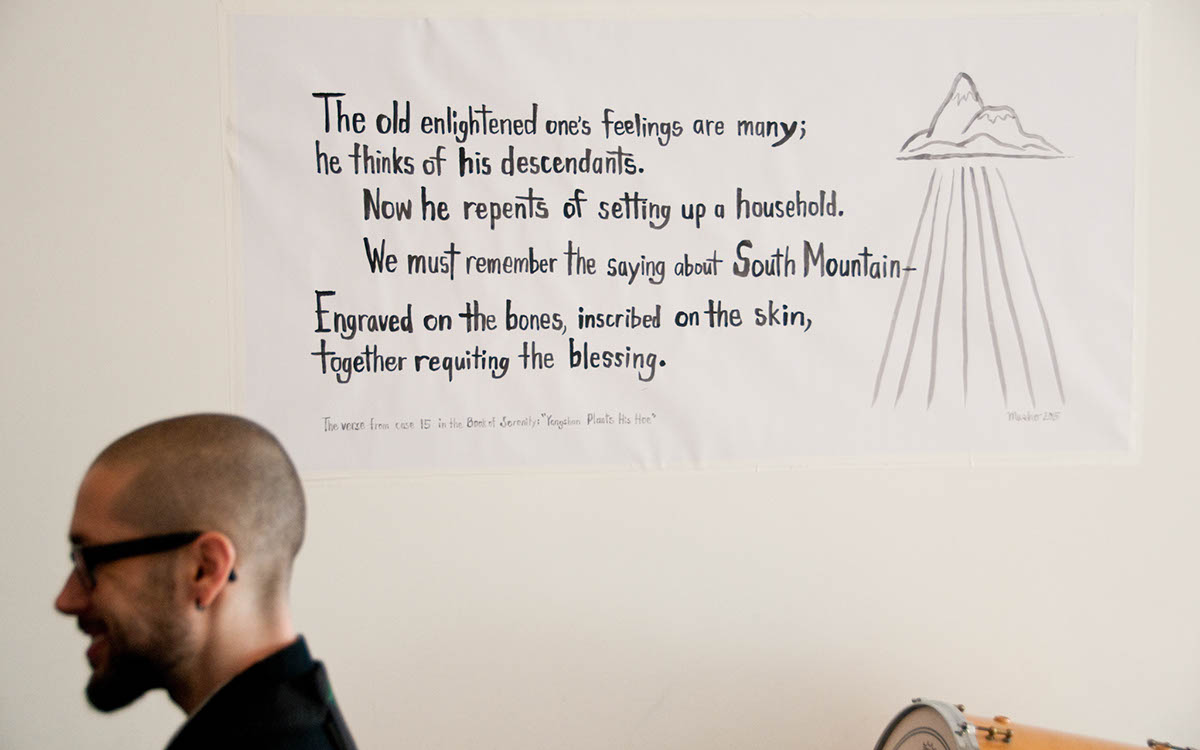 The old enlightened one's feelings are many;
he thinks of his descendants.
Now he repents of setting up a household.
We must remember the saying about South Mountain—
Engraved on the bones, inscribed on the skin,
together requiting the blessing.
The verse from case 15 in the Book of Serenity: "Yangshan Plants His Hoe"
2015